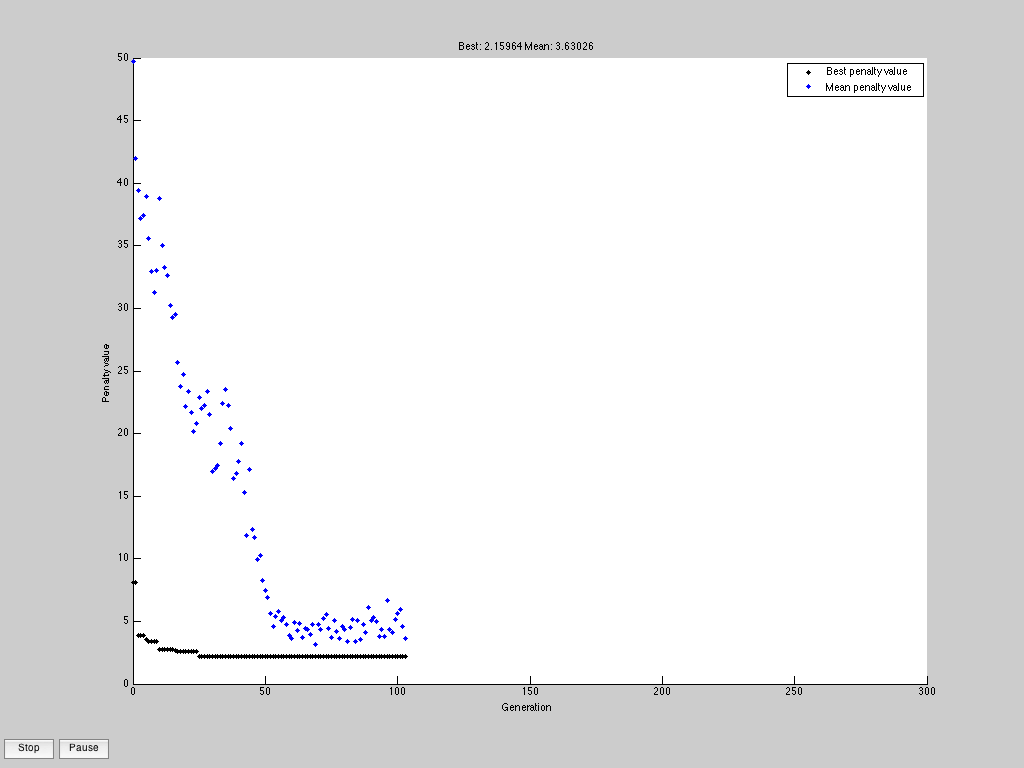 Best: 2.15964 Mean: 3.63026
Best penalty value
Mean penalty value
50
45
40
35
30
25
20
15
10
5
0
Penalty value
0 50 100 150 200 250 300
Generation
Stop Pause